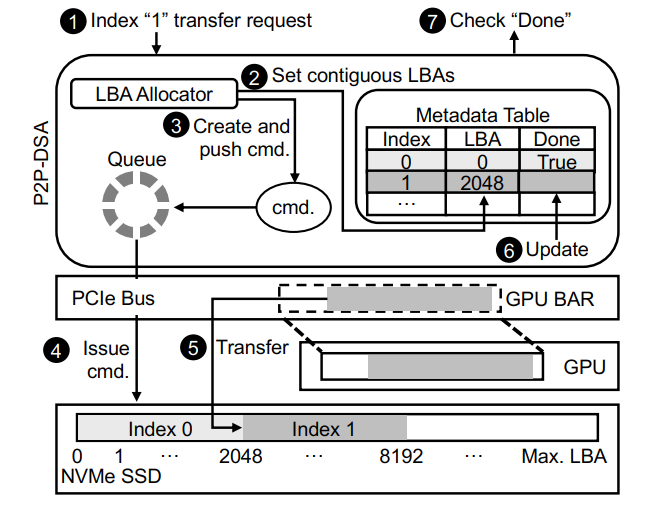 1 Index “1” transfer request
7 Check “Done”
P2P-DSA
LBA Allocator
2 Set contiguous LBAs
3 Create and
push cmd.
Queue
cmd.
Metadata Table
Index LBA Done
0 0 True
1 2048
...
6 Update
PCIe Bus
GPU BAR
4 Issue
cmd.
5 Transfer
GPU
Index 0 Index 1
0 1 ... 2048 ... 8192 ... Max. LBA
NVMe SSD